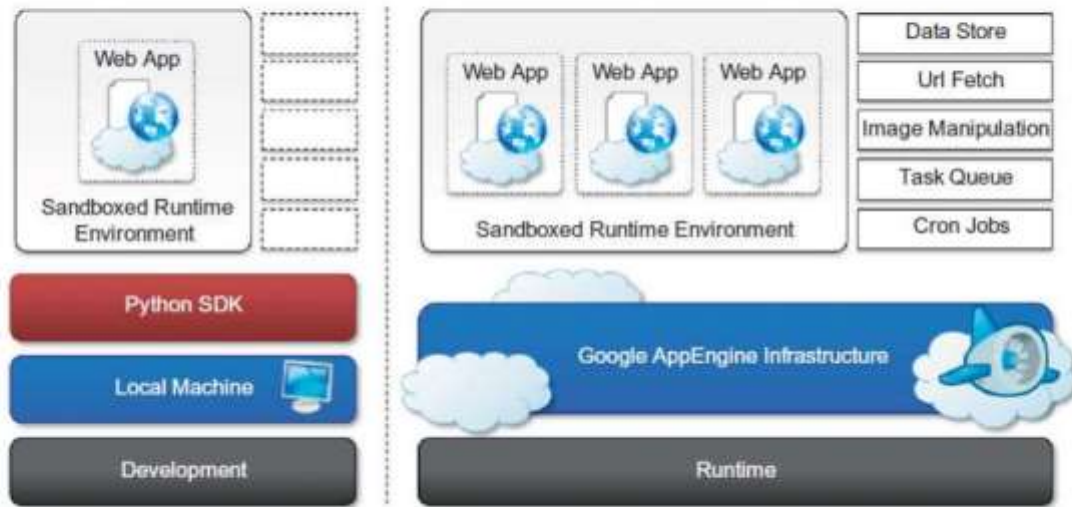 Web App
Sandboxed Runtime
Environment
Python SDK
Local Machine
Development
Web App
Web App
Web App
Sandboxed Runtime Environment
Data Store
Url Fetch
Image Manipulation
Task Queue
Cron Jobs
Google AppEngine Infrastructure
Runtime